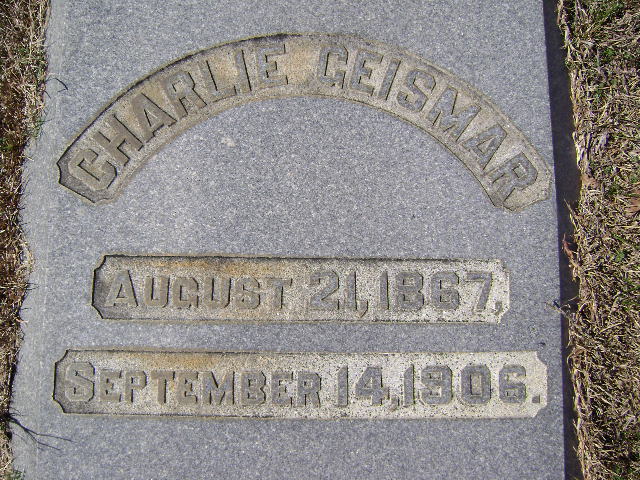 CHARLIE GEISMAR
AUGUST 21, 1867,
SEPTEMBER 14, 1906.